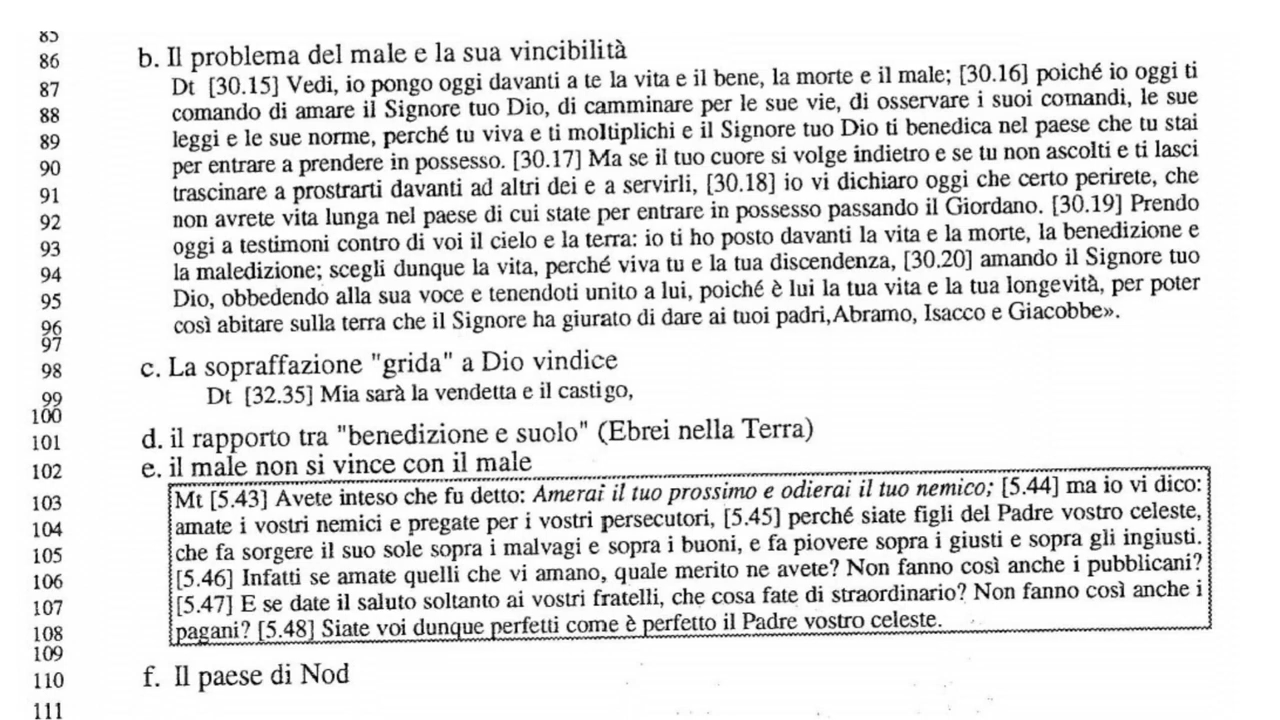 85
86 b. Il problema del male e la sua vincibilità
87 Dt [30.15] Vedi, io pongo oggi davanti a te la vita e il bene, la morte e il male; [30.16] poiché io oggi ti
88 comando di amare il Signore tuo Dio, di camminare per le sue vie, di osservare i suoi comandi, le sue
89 leggi e le sue norme, perché tu viva e ti moltiplichi e il Signore tuo Dio ti benedica nel paese che tu stai
90 per entrare a prendere in possesso. [30.17] Ma se il tuo cuore si volge indietro e se tu non ascolti e ti lasci
91 trascinare a prostrarti davanti ad altri dei e a servirli, [30.18] io vi dichiaro oggi che certo perirete, che
92 non avrete vita lunga nel paese di cui state per entrare in possesso passando il Giordano. [30.19] Prendo
93 oggi a testimoni contro di voi il cielo e la terra: io ti ho posto davanti la vita e la morte, la benedizione e
94 la maledizione; scegli dunque la vita, perché viva tu e la tua discendenza, [30.20] amando il Signore tuo
95 Dio, obbedendo alla sua voce e tenendoti unito a lui, poiché è lui la tua vita e la tua longevità, per poter
96 così abitare sulla terra che il Signore ha giurato di dare ai tuoi padri,Abramo, Isacco e Giacobbe».
97
98 c. La sopraffazione "grida" a Dio vindice
99 Dt [32.35] Mia sarà la vendetta e il castigo,
100
101 d. il rapporto tra "benedizione e suolo" (Ebrei nella Terra)
102 e. il male non si vince con il male
103 Mt [5.43] Avete inteso che fu detto: Amerai il tuo prossimo e odierai il tuo nemico; [5.44] ma io vi dico:
104 amate i vostri nemici e pregate per i vostri persecutori, [5.45] perché siate figli del Padre vostro celeste,
105 che fa sorgere il suo sole sopra i malvagi e sopra i buoni, e fa piovere sopra i giusti e sopra gli ingiusti.
106 [5.46] Infatti se amate quelli che vi amano, quale merito ne avete? Non fanno così anche i pubblicani?
107 [5.47] E se date il saluto soltanto ai vostri fratelli, che cosa fate di straordinario? Non fanno così anche i
108 pagani? [5.48] Siate voi dunque perfetti come è perfetto il Padre vostro celeste.
109
110 f. Il paese di Nod
111